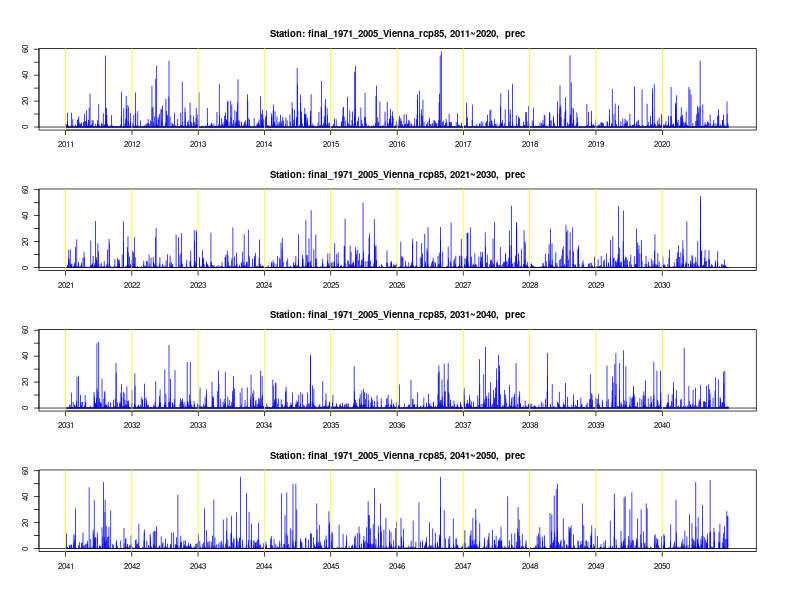 Station: final_1971_2005_Vienna_rcp85, 2011~2020, prec
60
40
20
0
2011 2012 2013 2014 2015 2016 2017 2018 2019 2020
Station: final_1971_2005_Vienna_rcp85, 2021~2030, prec
60
40
20
0
2021 2022 2023 2024 2025 2026 2027 2028 2029 2030
Station: final_1971_2005_Vienna_rcp85, 2031~2040, prec
60
40
20
0
2031 2032 2033 2034 2035 2036 2037 2038 2039 2040
Station: final_1971_2005_Vienna_rcp85, 2041~2050, prec
60
40
20
0
2041 2042 2043 2044 2045 2046 2047 2048 2049 2050